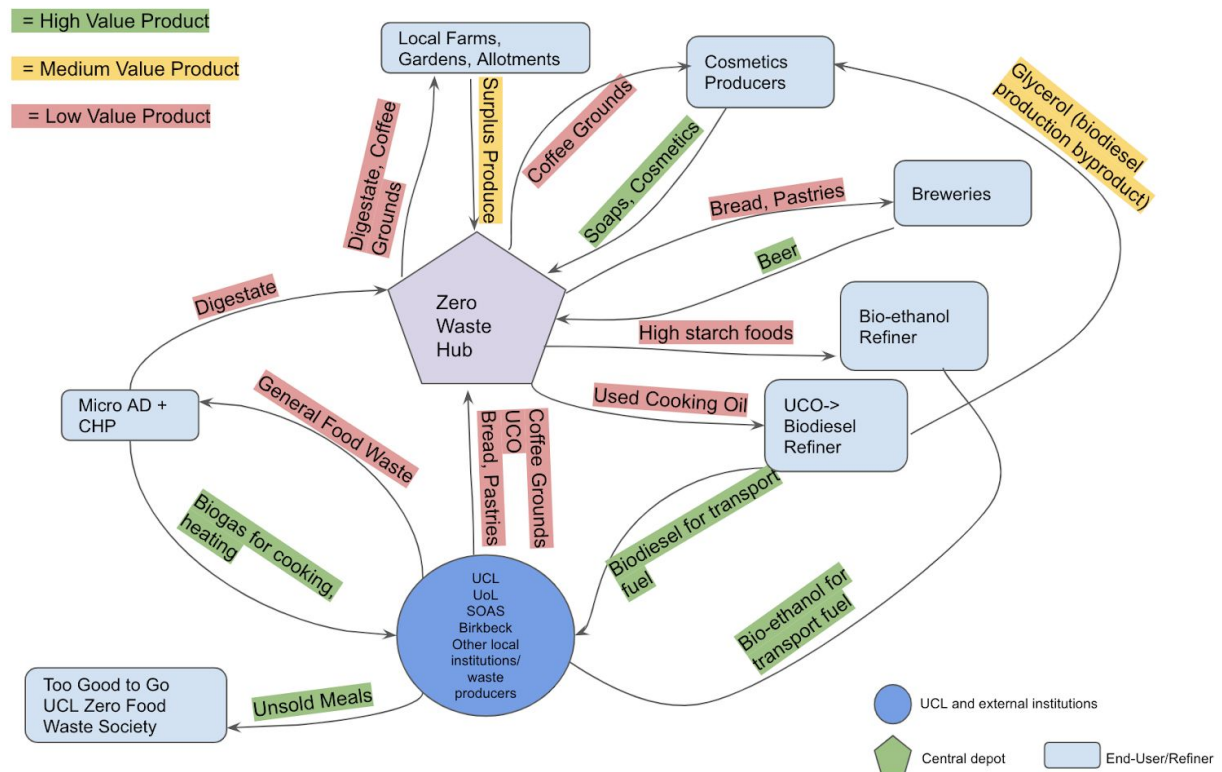 = High Value Product
= Medium Value Product
= Low Value Product
Local Farms,
Gardens, Allotments
Cosmetics
Producers
Glycerol (biodiesel
production byproduct)
Digestate, Coffee
Grounds
Surplus Produce
Coffee Grounds
Soaps, Cosmetics
Bread, Pastries
Breweries
Beer
Digestate
Zero
Waste
Hub
High starch foods
Bio-ethanol
Refiner
Micro AD +
CHP
General Food Waste
Used Cooking Oil
UCO->
Biodiesel
Refiner
Coffee Grounds
UCO
Bread, Pastries
Biogas for cooking,
heating
Biodiesel for transport
fuel
Bio-ethanol for
transport fuel
UCL
UoL
SOAS
Birkbeck
Other local
institutions/
waste
producers
Too Good to Go
UCL Zero Food
Waste Society
Unsold Meals
UCL and external institutions
Central depot
End-User/Refiner